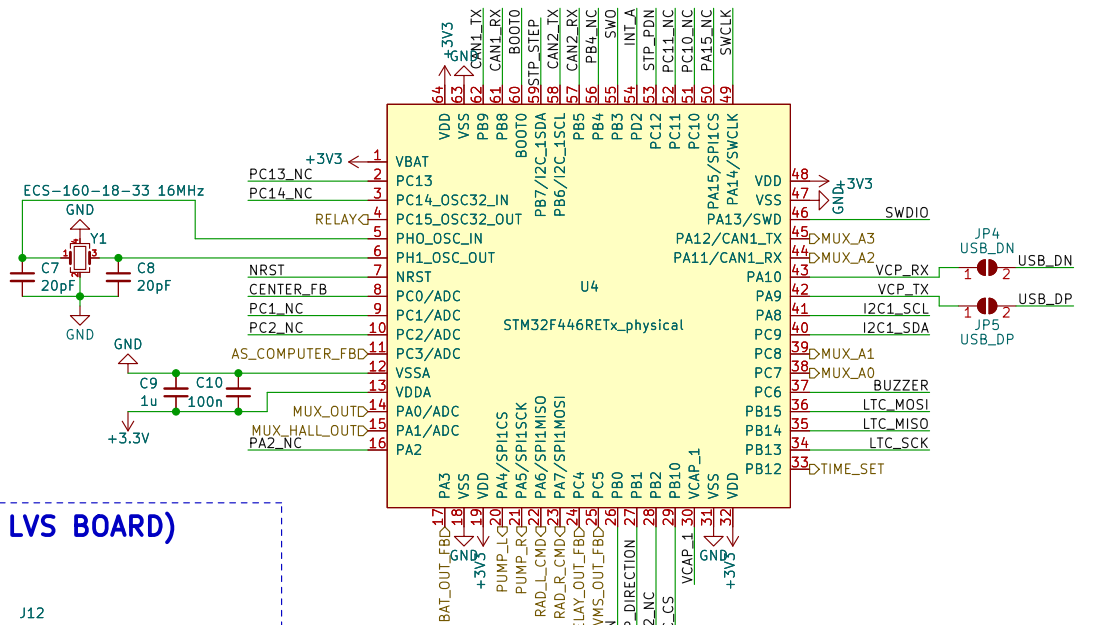 +3V3
GND
CAN1_TX
CAN1_RX
BOOT0
STP_STEP
CAN2_TX
CAN2_RX
PB4_NC
SWO
INT_A
STP_PDN
PC11_NC
PC10_NC
PA15_NC
SWCLK
64 63 62 61 60 59 58 57 56 55 54 53 52 51 50 49
VDD
VSS
PB9
PB8
BOOT0
PB7/I2C_1SDA
PB6/I2C_1SCL
PB5
PB4
PB3
PD2
PC12
PC11
PC10
PA15/SPI1CS
PA14/SWCLK
+3V3 1 VBAT
PC13_NC 2 PC13
PC14_NC 3 PC14_OSC32_IN
RELAY 4 PC15_OSC32_OUT
5 PH0_OSC_IN
6 PH1_OSC_OUT
NRST 7 NRST
CENTER_FB 8 PC0/ADC
PC1_NC 9 PC1/ADC
PC2_NC 10 PC2/ADC
AS_COMPUTER_FB 11 PC3/ADC
12 VSSA
13 VDDA
MUX_OUT 14 PA0/ADC
MUX_HALL_OUT 15 PA1/ADC
PA2_NC 16 PA2
ECS-160-18-33 16MHz
GND
Y1
1 3
4
2
C7
20pF
C8
20pF
GND
GND
C9
1u
C10
100n
+3.3V
U4
STM32F446RETx_physical
VDD 48 +3V3
VSS 47 GND
PA13/SWD 46 SWDIO
PA12/CAN1_TX 45 MUX_A3
PA11/CAN1_RX 44 MUX_A2
PA10 43 VCP_RX
PA9 42 VCP_TX
PA8 41 I2C1_SCL
PC9 40 I2C1_SDA
PC8 39 MUX_A1
PC7 38 MUX_A0
PC6 37 BUZZER
PB15 36 LTC_MOSI
PB14 35 LTC_MISO
PB13 34 LTC_SCK
PB12 33 TIME_SET
JP4
USB_DN
1 2 USB_DN
1 2 USB_DP
JP5
USB_DP
PA3
VSS
VDD
PA4/SPI1CS
PA5/SPI1SCK
PA6/SPI1MISO
PA7/SPI1MOSI
PC4
PC5
PB0
PB1
PB2
PB10
VCAP_1
VSS
VDD
17 18 19 20 21 22 23 24 25 26 27 28 29 30 31 32
BAT_OUT_FB
GND
+3V3
PUMP_L
PUMP_R
RAD_L_CMD
RAD_R_CMD
ELAY_OUT_FB
VMS_OUT_FB
N
P_DIRECTION
2_NC
C_CS
VCAP_1
GND
+3V3
LVS BOARD)
J12